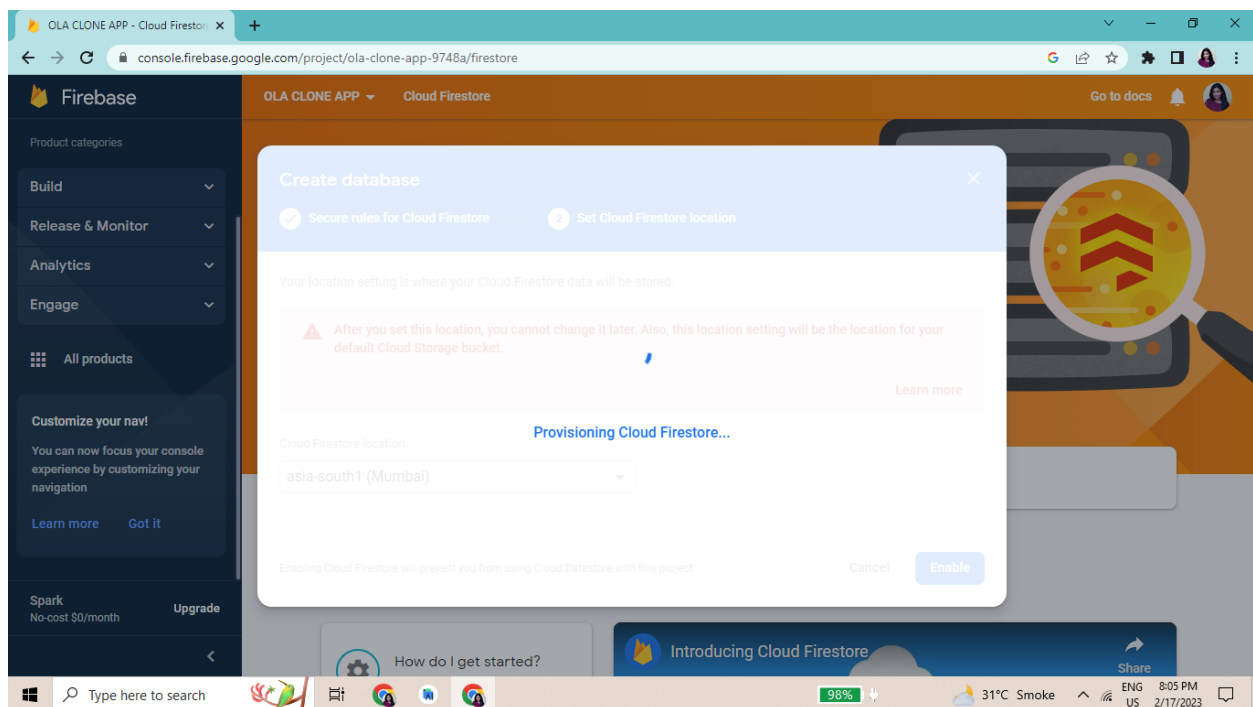 OLA CLONE APP - Cloud Firestor
console.firebase.google.com/project/ola-clone-app-9748a/firestore
Firebase
OLA CLONE APP
Cloud Firestore
Go to docs
Product categories
Build
Release & Monitor
Analytics
Engage
All products
Customize your nav!
You can now focus your console
experience by customizing your
navigation
Learn more
Got it
Spark
No-cost $0/month
Upgrade
Create database
Secure rules for Cloud Firestore
2
Set Cloud Firestore location
Your location setting is where your Cloud Firestore data will be stored.
After you set this location, you cannot change it later. Also, this location setting will be the location for your
default Cloud Storage bucket.
Learn more
Provisioning Cloud Firestore...
Cloud Firestore location
asia-south1 (Mumbai)
Enabling Cloud Firestore will prevent you from using Cloud Datastore with this project
Cancel
Enable
How do I get started?
Introducing Cloud Firestore
Share
Type here to search
98%
31°C Smoke
ENG
US
8:05 PM
2/17/2023